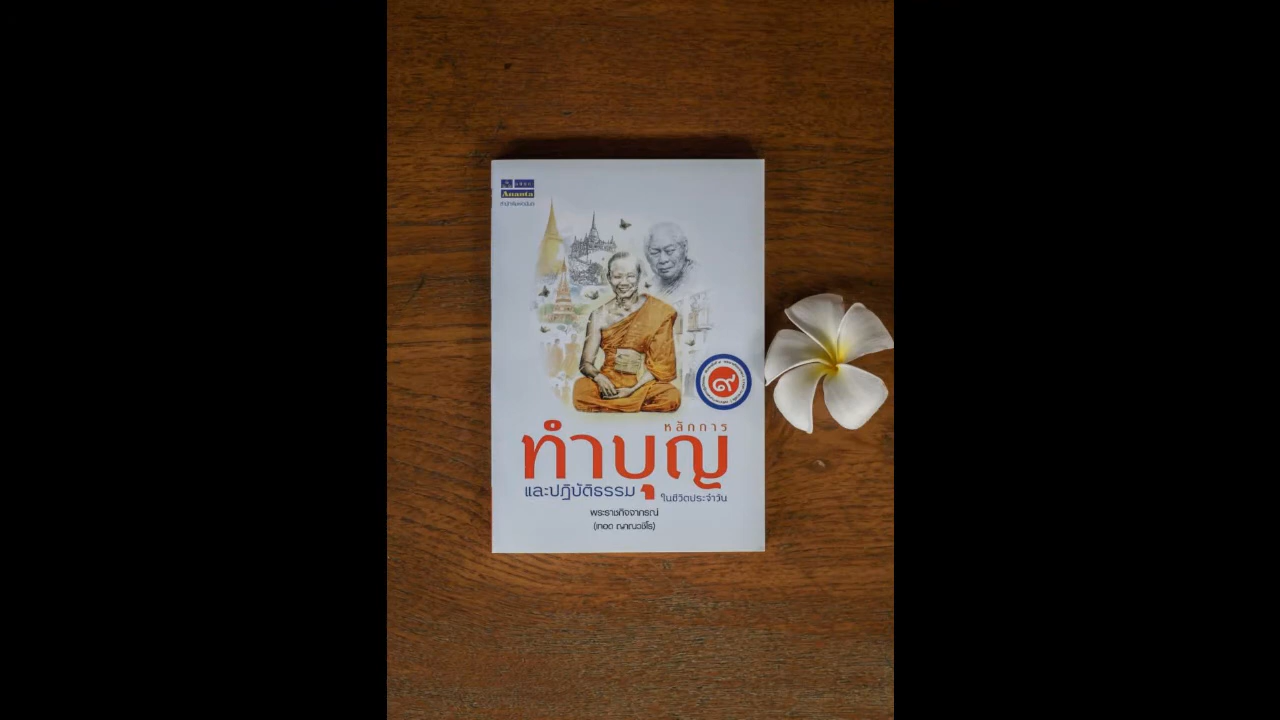 Ananta
หลักการ
ทำบุญ
และปฏิบัติธรรม
ในชีวิตประจำวัน
พระราชกิจจาภรณ์
(เทอด ญาณวชิโร)
๙